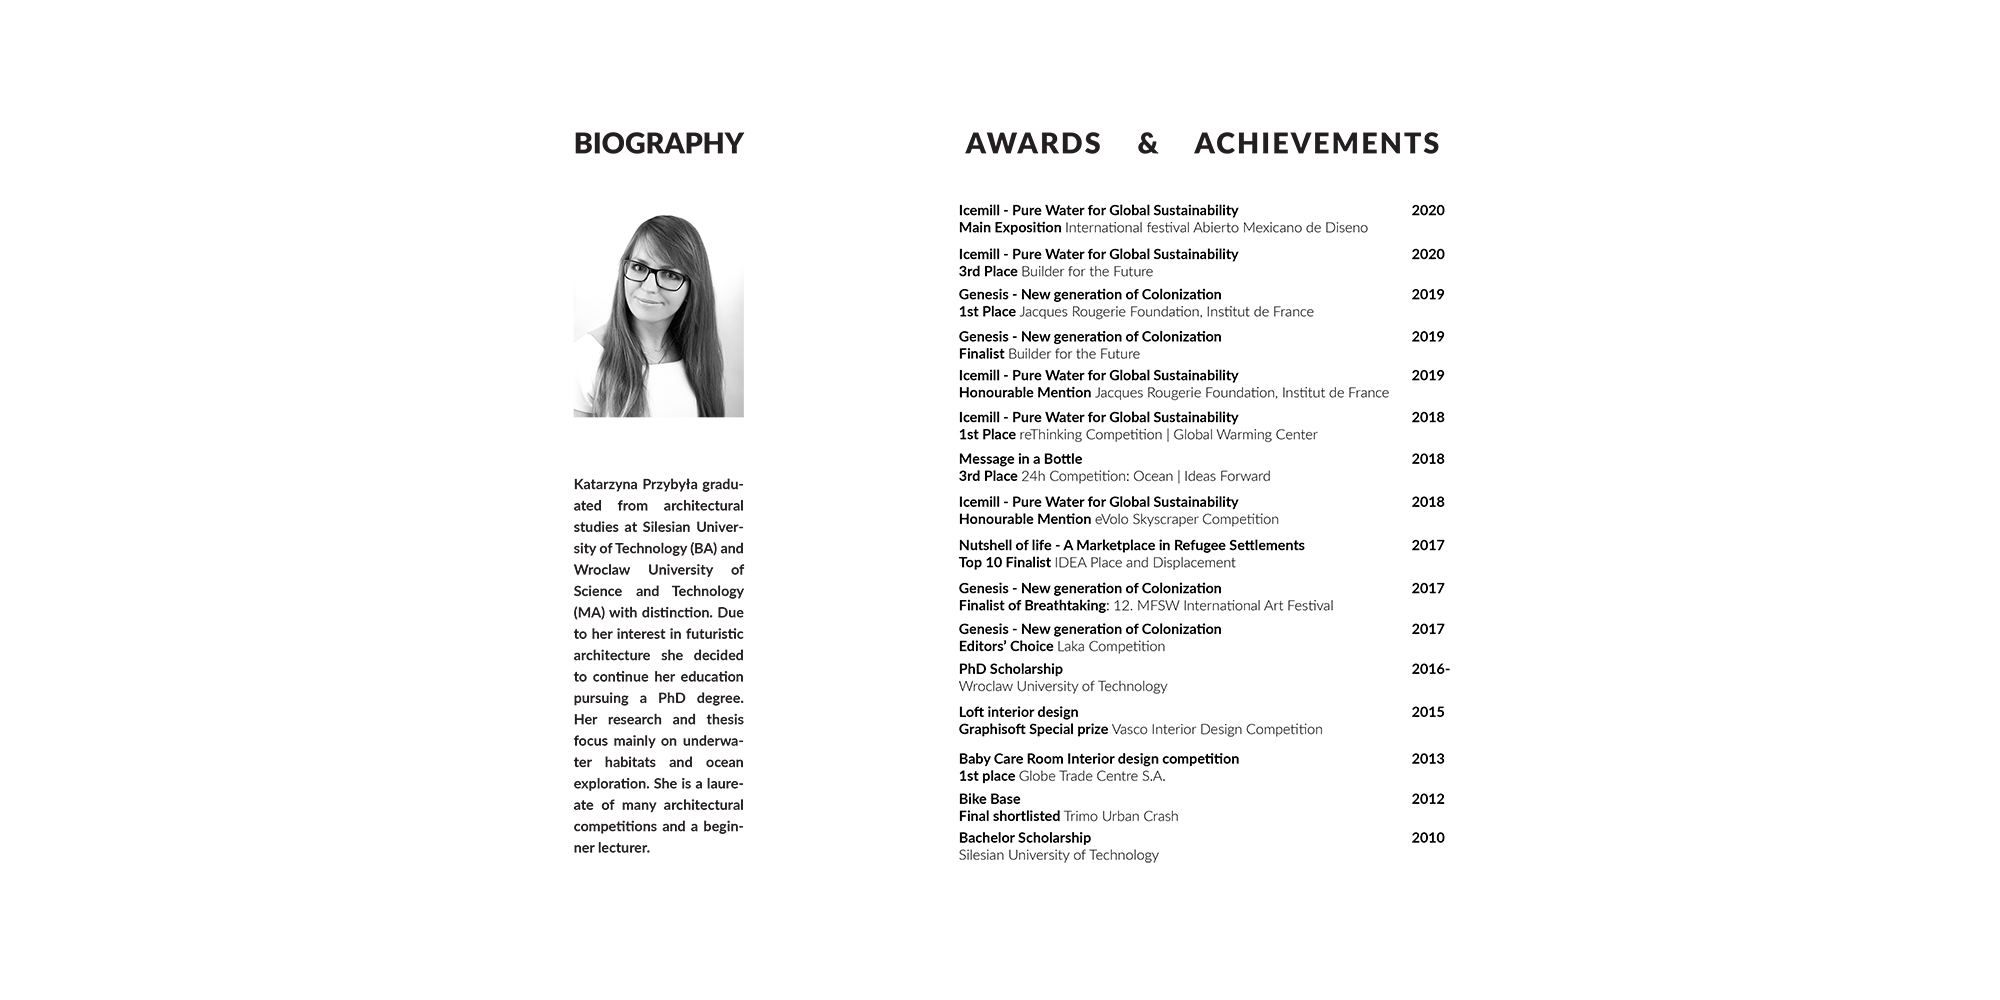 BIOGRAPHY
Katarzyna Przybyła gradu-
ated from architectural
studies at Silesian Univer-
sity of Technology (BA) and
Wroclaw University of
Science and Technology
(MA) with distinction. Due
to her interest in futuristic
architecture she decided
to continue her education
pursuing a PhD degree.
Her research and thesis
focus mainly on underwa-
ter habitats and ocean
exploration. She is a laure-
ate of many architectural
competitions and a begin-
ner lecturer.
AWARDS & ACHIEVEMENTS
Icemill - Pure Water for Global Sustainability 2020
Main Exposition International festival Abierto Mexicano de Diseno
Icemill - Pure Water for Global Sustainability 2020
3rd Place Builder for the Future
Genesis - New generation of Colonization 2019
1st Place Jacques Rougerie Foundation, Institut de France
Genesis - New generation of Colonization 2019
Finalist Builder for the Future
Icemill - Pure Water for Global Sustainability 2019
Honourable Mention Jacques Rougerie Foundation, Institut de France
Icemill - Pure Water for Global Sustainability 2018
1st Place reThinking Competition | Global Warming Center
Message in a Bottle 2018
3rd Place 24h Competition: Ocean | Ideas Forward
Icemill - Pure Water for Global Sustainability 2018
Honourable Mention eVolo Skyscraper Competition
Nutshell of life - A Marketplace in Refugee Settlements 2017
Top 10 Finalist IDEA Place and Displacement
Genesis - New generation of Colonization 2017
Finalist of Breathtaking: 12. MFSW International Art Festival
Genesis - New generation of Colonization 2017
Editors’ Choice Laka Competition
PhD Scholarship 2016-
Wroclaw University of Technology
Loft interior design 2015
Graphisoft Special prize Vasco Interior Design Competition
Baby Care Room Interior design competition 2013
1st place Globe Trade Centre S.A.
Bike Base 2012
Final shortlisted Trimo Urban Crash
Bachelor Scholarship 2010
Silesian University of Technology